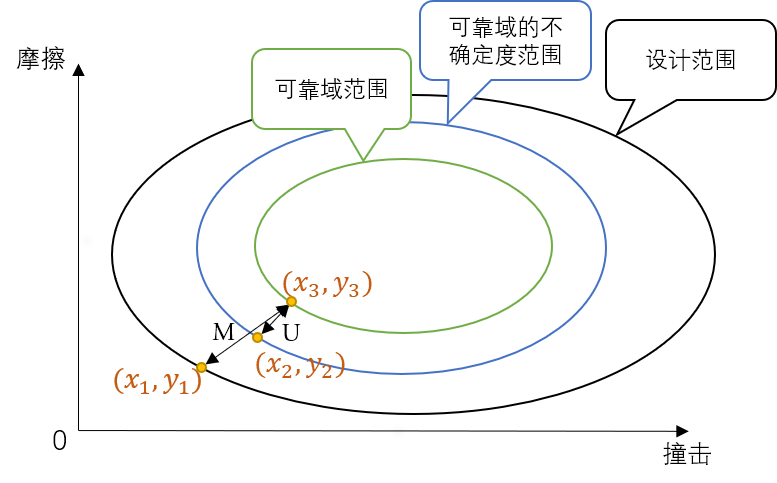 可靠域的不
确定度范围
设计范围
摩擦
可靠域范围
(x₃, y₃)
M
U
(x₂, y₂)
(x₁, y₁)
0
撞击